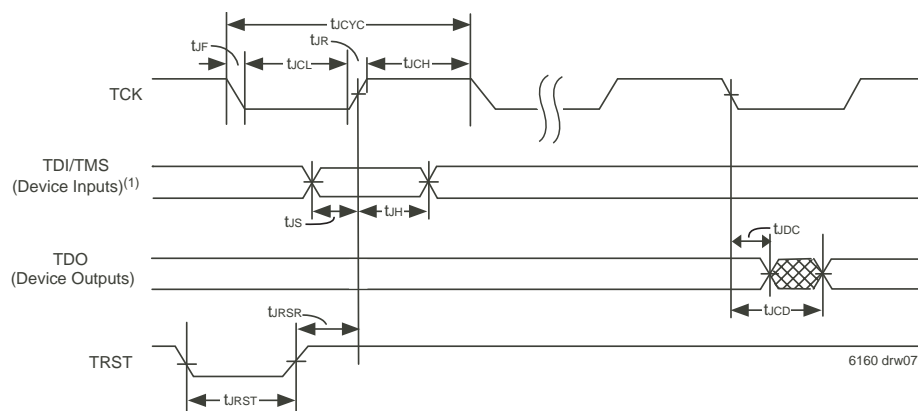 tJCYC
tJF
tJR
tJCL
tJCH
TCK
TDI/TMS
(Device Inputs)(1)
tJS
tJH
tJDC
TDO
(Device Outputs)
tJCD
tJRSR
TRST
6160 drw07
tJRST